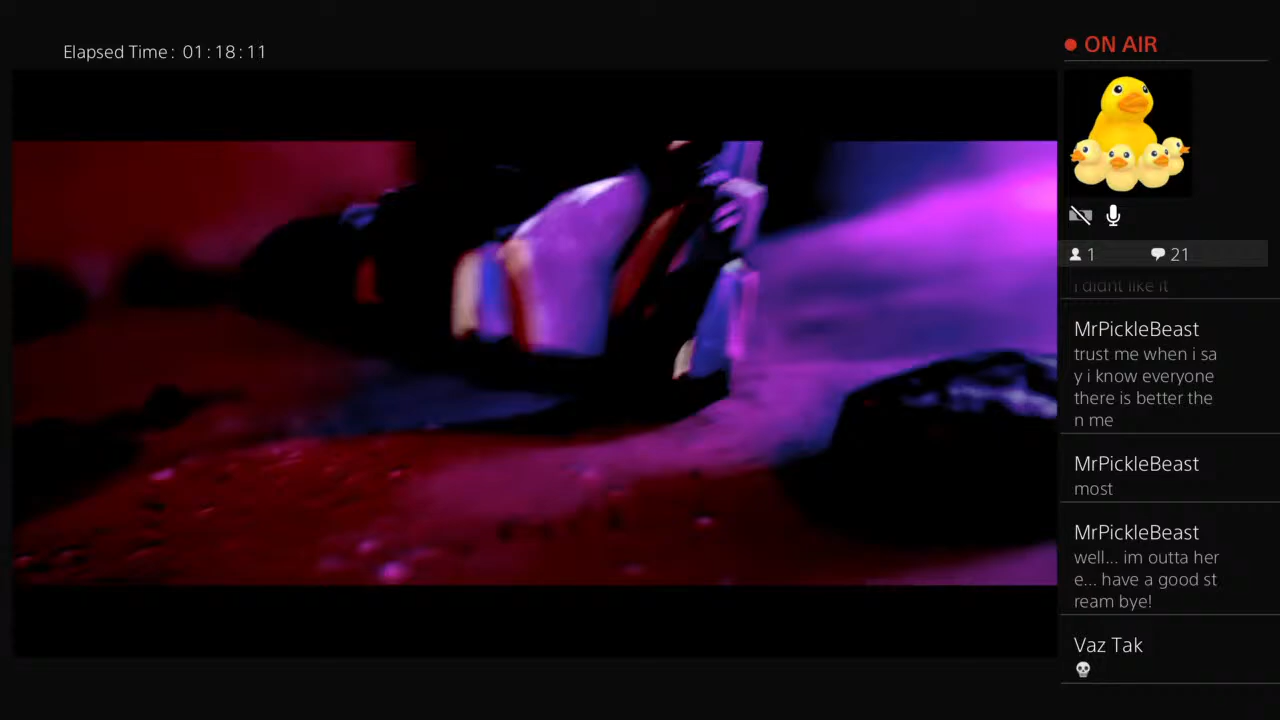 Elapsed Time: 01:18:11
ON AIR
1 21
i didnt like it
MrPickleBeast
trust me when i sa
y i know everyone
there is better the
n me
MrPickleBeast
most
MrPickleBeast
well... im outta her
e... have a good st
ream bye!
Vaz Tak
💀